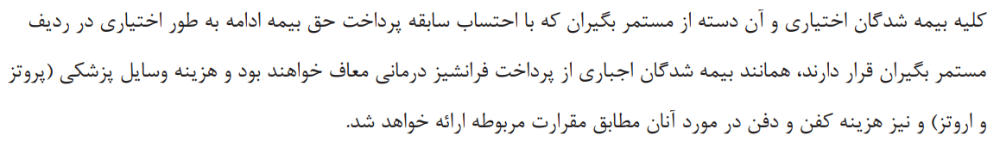 کلیه بیمه شدگان اختیاری و آن دسته از مستمر بگیران که با احتساب سابقه پرداخت حق بیمه ادامه به طور اختیاری در ردیف
مستمر بگیران قرار دارند، همانند بیمه شدگان اجباری از پرداخت فرانشیز درمانی معاف خواهند بود و هزینه وسایل پزشکی (پروتز
و اروتز) و نیز هزینه کفن و دفن در مورد آنان مطابق مقرارت مربوطه ارائه خواهد شد.